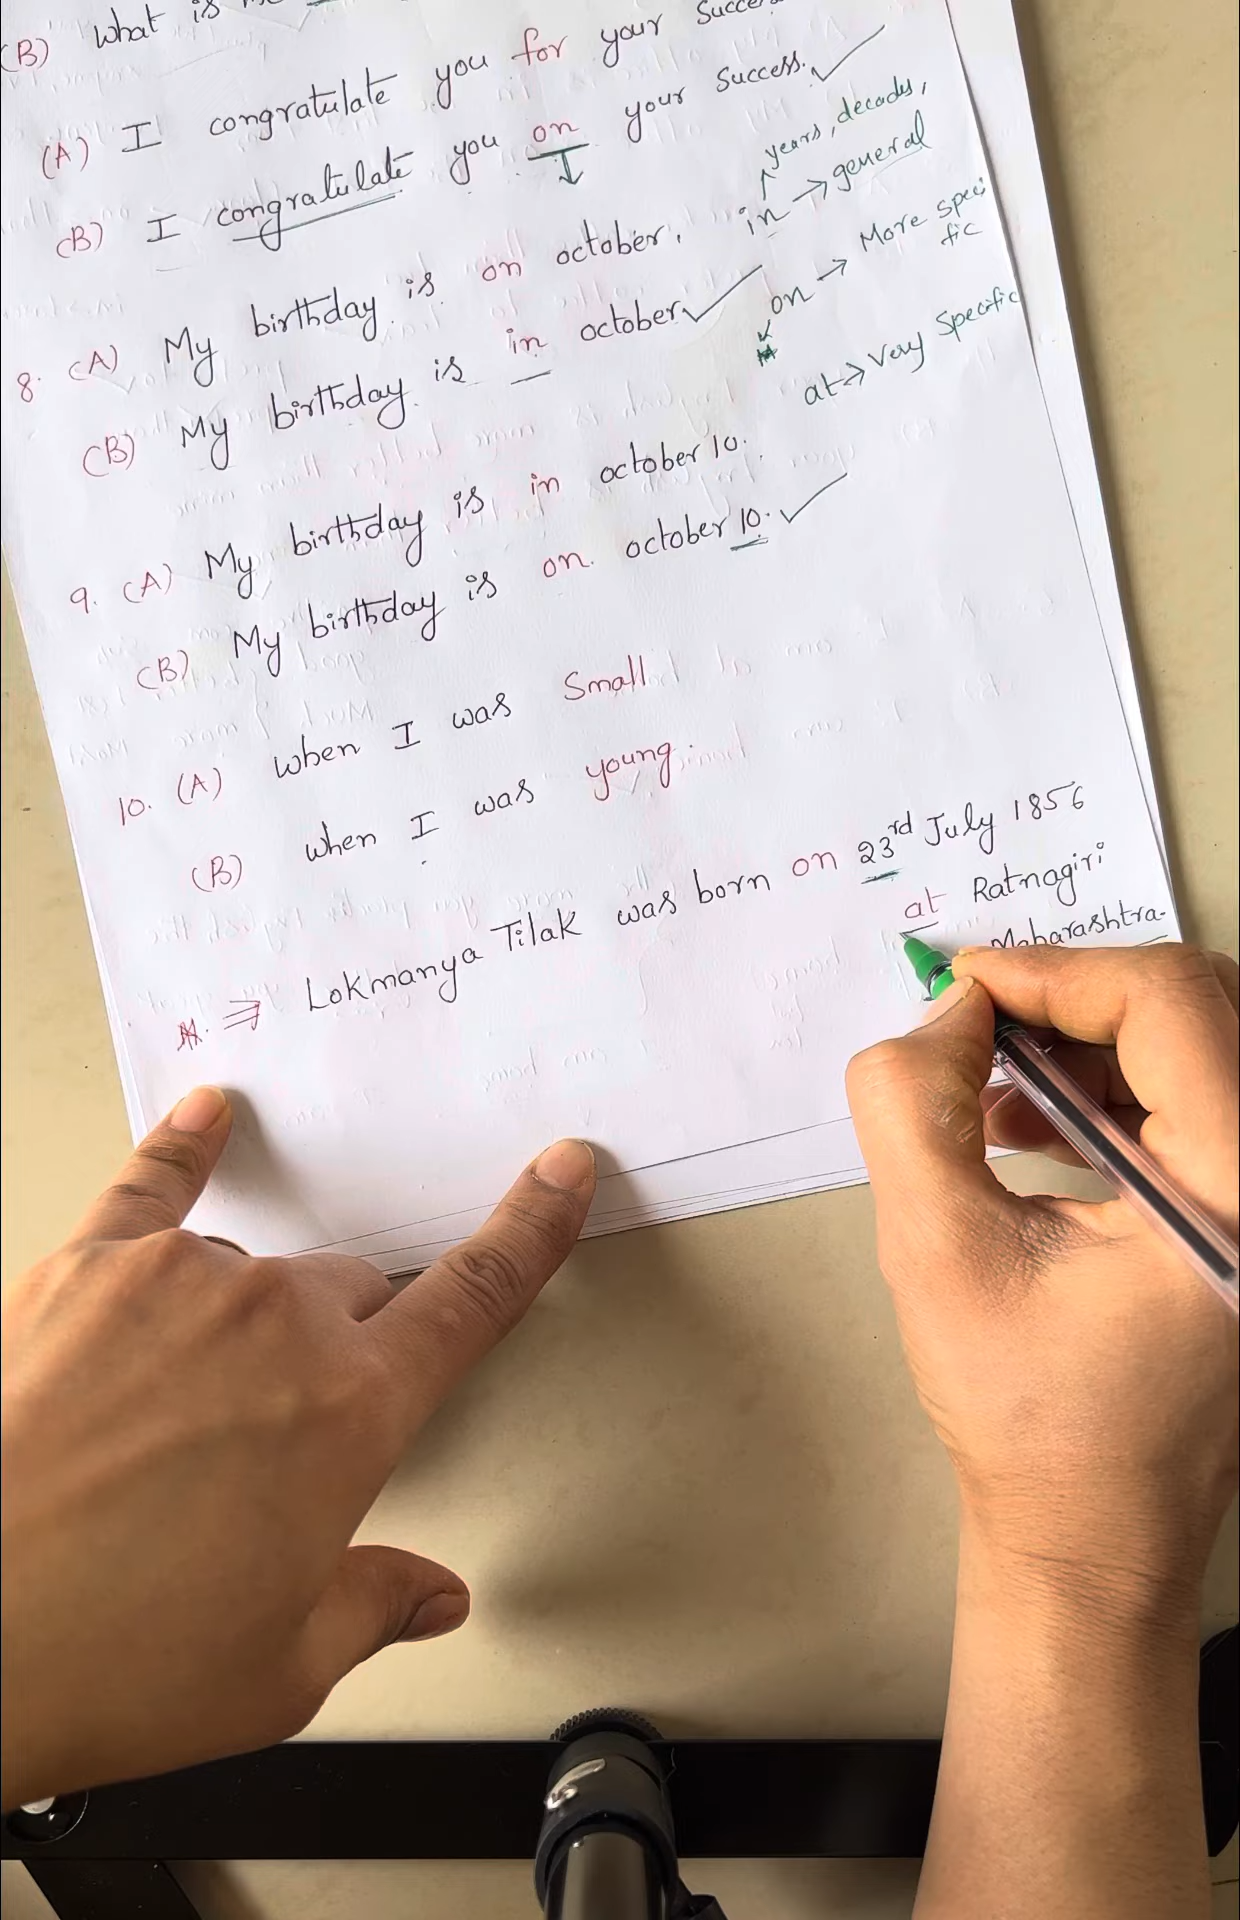 (B) what is
(A) I congratulate you for your
(B) I congratulate you on your success.
years, decades,
in → general
on → More speci
fic
at → Very Specific
8. (A) My birthday is on october.
(B) My birthday is in october
9. (A) My birthday is in october 10.
(B) My birthday is on october 10.
10. (A) when I was Small
(B) when I was young.
⇒ Lokmanya Tilak was born on 23rd July 1856
at Ratnagiri
Maharashtra.